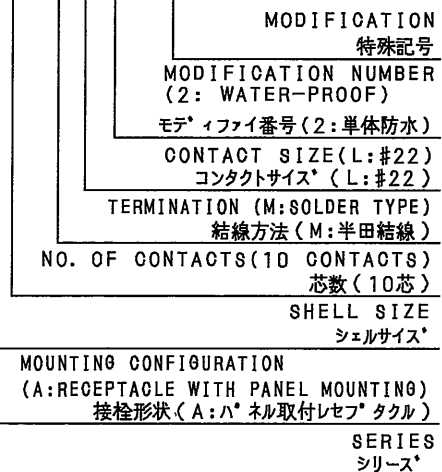 MODIFICATION
特殊記号
MODIFICATION NUMBER
(2: WATER-PROOF)
モディファイ番号(2:単体防水)
CONTACT SIZE(L:#22)
コンタクトサイズ(L:#22)
TERMINATION (M:SOLDER TYPE)
結線方法(M:半田結線)
NO. OF CONTACTS(10 CONTACTS)
芯数(10芯)
SHELL SIZE
シェルサイズ
MOUNTING CONFIGURATION
(A:RECEPTACLE WITH PANEL MOUNTING)
接栓形状(A:パネル取付レセプタクル)
SERIES
シリーズ